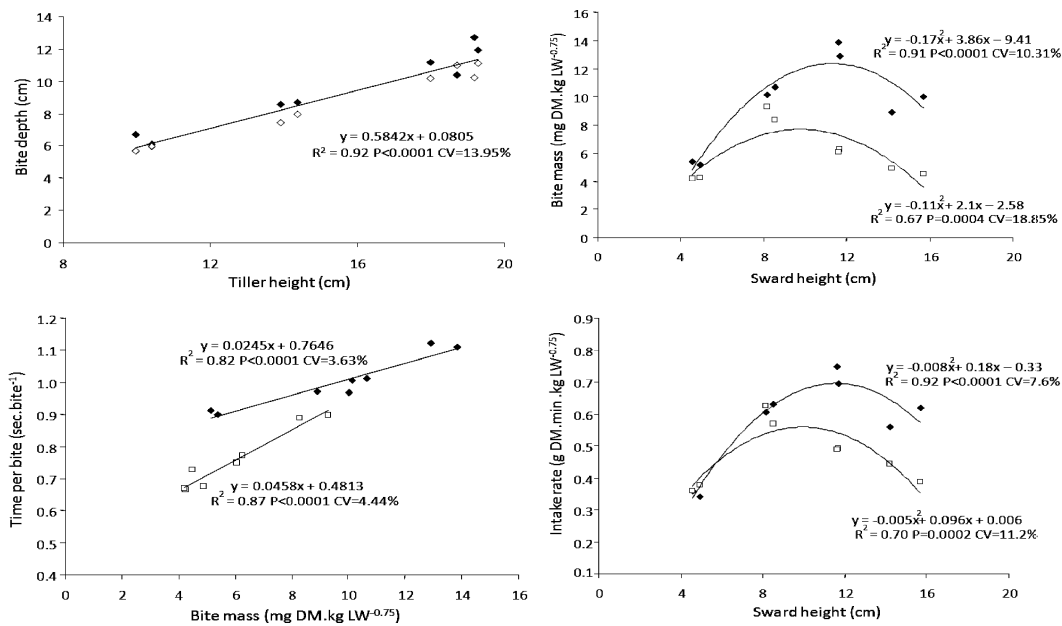 14
12
10
8
6
4
2
0
8
12
16
20
Bite depth (cm)
Tiller height (cm)
y = 0.5842x + 0.0805
R² = 0.92 P<0.0001 CV=13.95%
16
14
12
10
8
6
4
2
0
0
4
8
12
16
20
Bite mass (mg DM.kg LW-0.75)
Sward height (cm)
y = -0.17x2+ 3.86x – 9.41
R2 = 0.91 P<0.0001 CV=10.31%
y = -0.11x2+ 2.1x – 2.58
R2 = 0.67 P=0.0004 CV=18.85%
1.2
1.1
1.0
0.9
0.8
0.7
0.6
0.5
0.4
0
2
4
6
8
10
12
14
16
Time per bite (sec.bite-1)
Bite mass (mg DM.kg LW-0.75)
y = 0.0245x + 0.7646
R2 = 0.82 P<0.0001 CV=3.63%
y = 0.0458x + 0.4813
R2 = 0.87 P<0.0001 CV=4.44%
0.9
0.8
0.7
0.6
0.5
0.4
0.3
0.2
0.1
0
4
8
12
16
20
Intake rate (g DM.min .kg LW-0.75)
Sward height (cm)
y = -0.008x2+ 0.18x – 0.33
R2 = 0.92 P<0.0001 CV=7.6%
y = -0.005x2+ 0.096x + 0.006
R2 = 0.70 P=0.0002 CV=11.2%